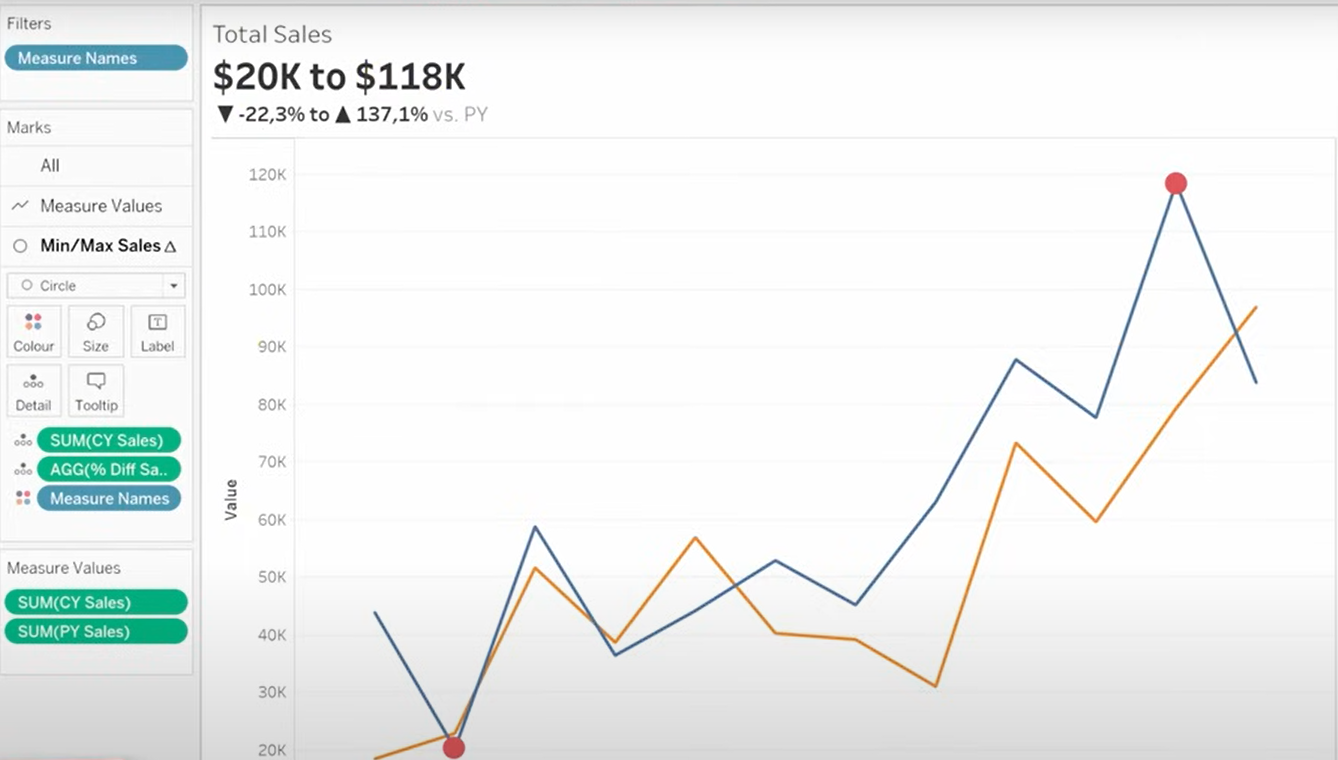 Filters
Measure Names
Marks
All
Measure Values
Min/Max Sales △
Circle
Colour
Size
Label
Detail
Tooltip
SUM(CY Sales)
AGG(% Diff Sa..
Measure Names
Measure Values
SUM(CY Sales)
SUM(PY Sales)
Total Sales
$20K to $118K
▼ -22,3% to ▲ 137,1% vs. PY
120K
110K
100K
90K
80K
70K
60K
50K
40K
30K
20K
Value